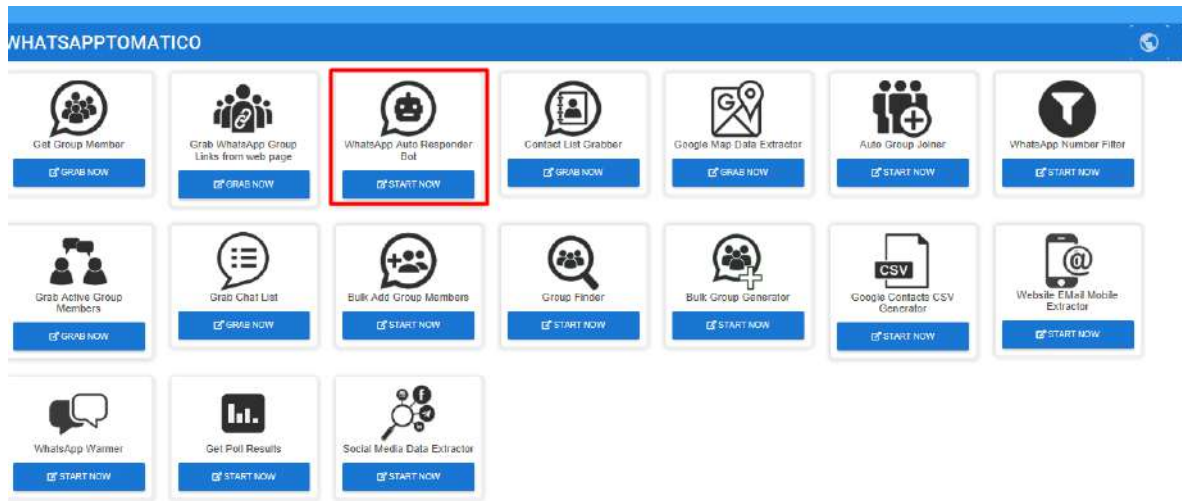 WHATSAPPTOMATICO
Get Group Member
GRAB NOW
Grab WhatsApp Group
Links from web page
GRAB NOW
WhatsApp Auto Responder
Bot
START NOW
Contact List Grabber
GRAB NOW
Google Map Data Extractor
GRAB NOW
Auto Group Joiner
START NOW
WhatsApp Number Filter
START NOW
Grab Active Group
Members
GRAB NOW
Grab Chat List
GRAB NOW
Bulk Add Group Members
START NOW
Group Finder
START NOW
Bulk Group Generator
START NOW
CSV
Google Contacts CSV
Generator
START NOW
@
Website EMail Mobile
Extractor
START NOW
WhatsApp Warmer
START NOW
Get Poll Results
START NOW
Social Media Data Extractor
START NOW